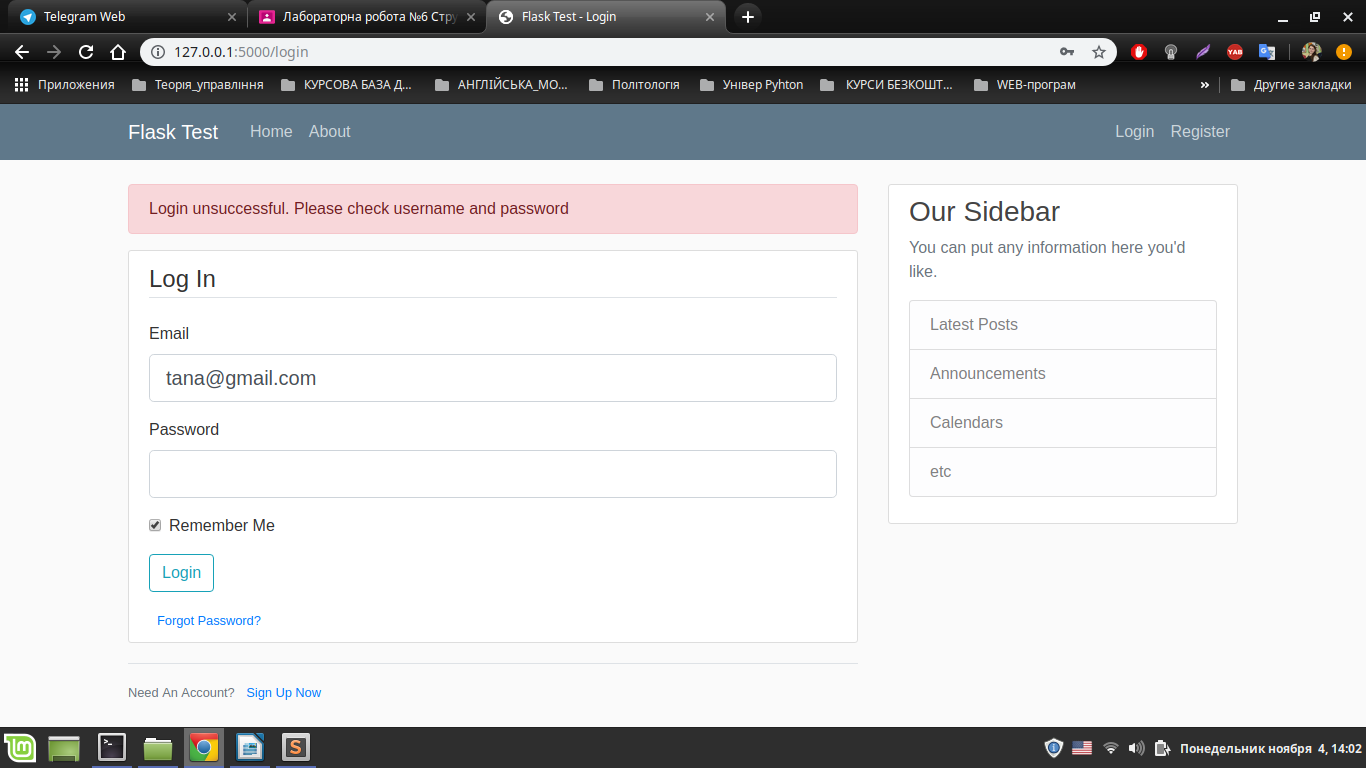 Telegram Web
Лабораторна робота №6 Стру
Flask Test - Login
127.0.0.1:5000/login
Приложения
Теорія_управління
КУРСОВА БАЗА Д...
АНГЛІЙСЬКА_МО...
Політологія
Універ Pyhton
КУРСИ БЕЗКОШТ...
WEB-програм
»
Другие закладки
Flask Test
Home
About
Login
Register
Login unsuccessful. Please check username and password
Log In
Email
tana@gmail.com
Password
Remember Me
Login
Forgot Password?
Need An Account? Sign Up Now
Our Sidebar
You can put any information here you'd
like.
Latest Posts
Announcements
Calendars
etc
Понедельник ноября 4, 14:02